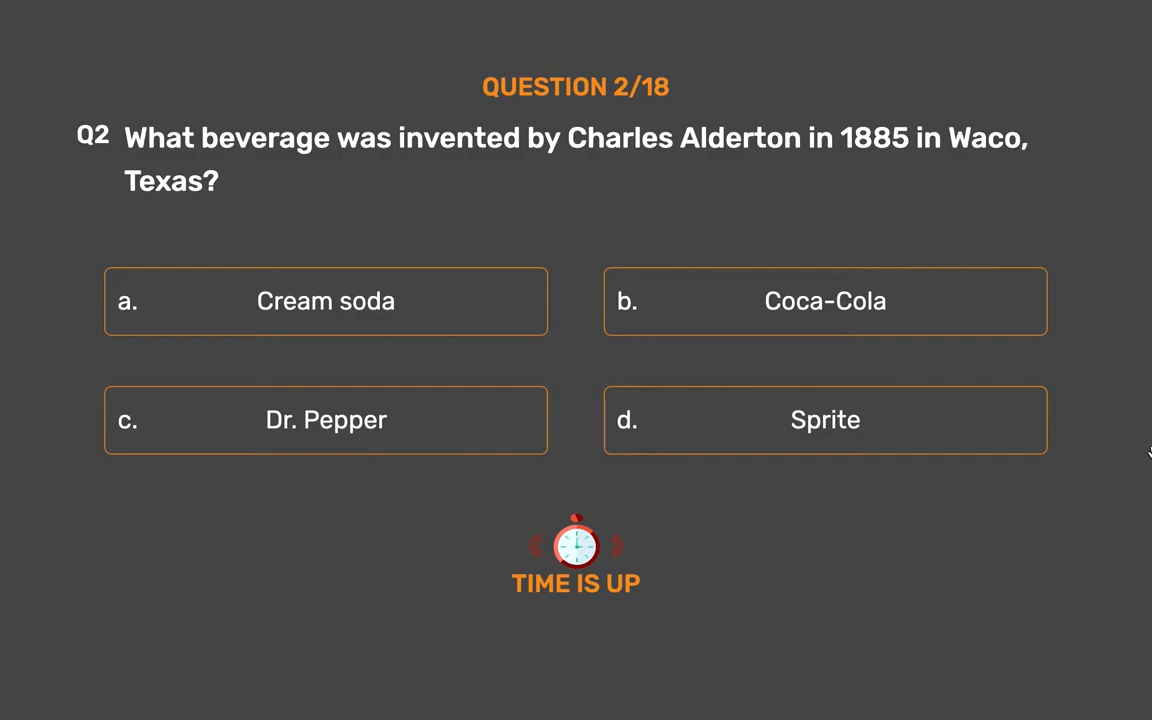 QUESTION 2/18
Q2 What beverage was invented by Charles Alderton in 1885 in Waco,
Texas?
a. Cream soda
b. Coca-Cola
c. Dr. Pepper
d. Sprite
TIME IS UP